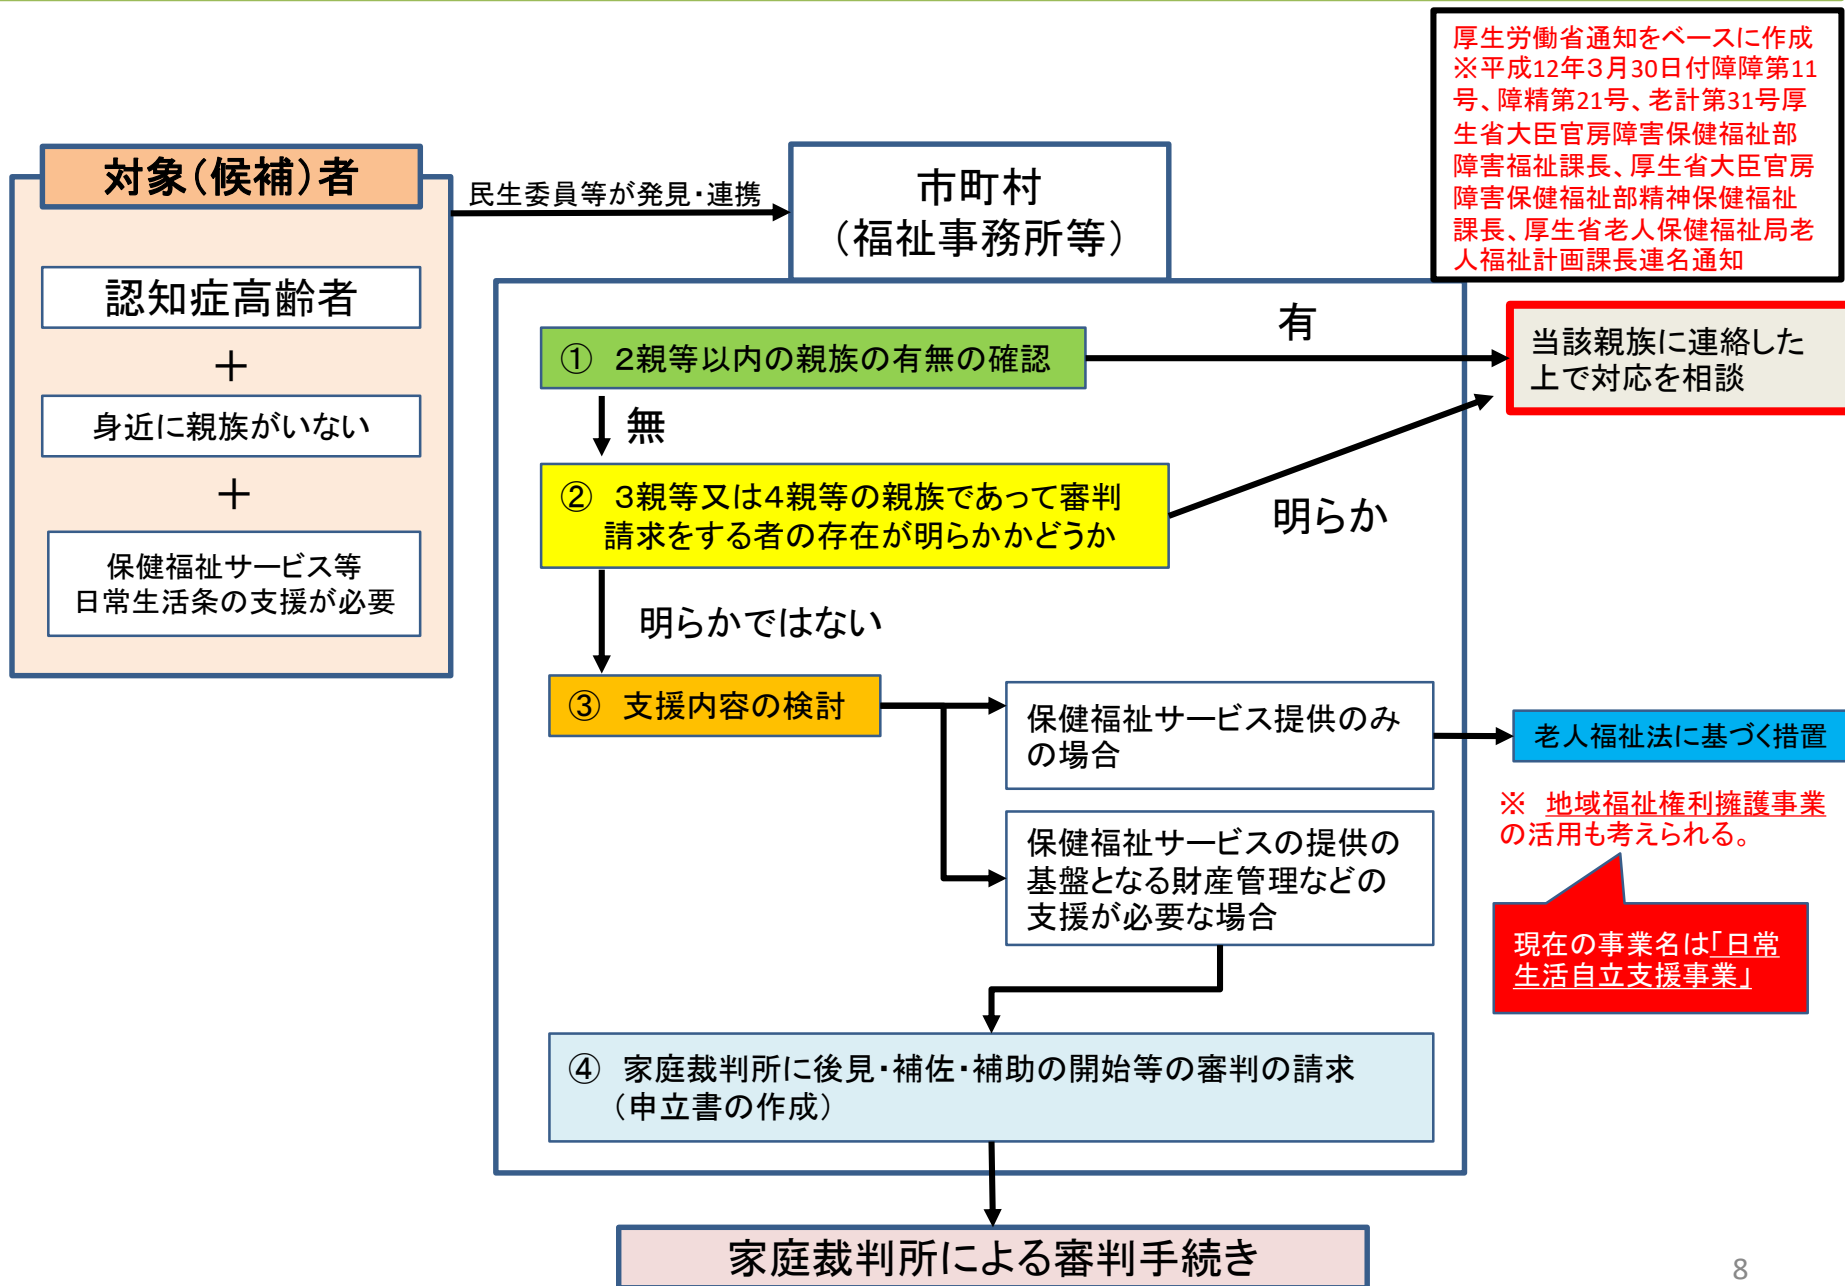 厚生労働省通知をベースに作成
※平成12年３月30日付障障第11
号、障精第21号、老計第31号厚
生省大臣官房障害保健福祉部
障害福祉課長、厚生省大臣官房
障害保健福祉部精神保健福祉
課長、厚生省老人保健福祉局老
人福祉計画課長連名通知
対象（候補）者
認知症高齢者
＋
身近に親族がいない
＋
保健福祉サービス等
日常生活条の支援が必要
民生委員等が発見・連携
市町村
（福祉事務所等）
① ２親等以内の親族の有無の確認
有
当該親族に連絡した
上で対応を相談
無
② ３親等又は４親等の親族であって審判
請求をする者の存在が明らかかどうか
明らか
明らかではない
③ 支援内容の検討
保健福祉サービス提供のみ
の場合
老人福祉法に基づく措置
※ 地域福祉権利擁護事業
の活用も考えられる。
現在の事業名は「日常
生活自立支援事業」
保健福祉サービスの提供の
基盤となる財産管理などの
支援が必要な場合
④ 家庭裁判所に後見・補佐・補助の開始等の審判の請求
（申立書の作成）
家庭裁判所による審判手続き
8